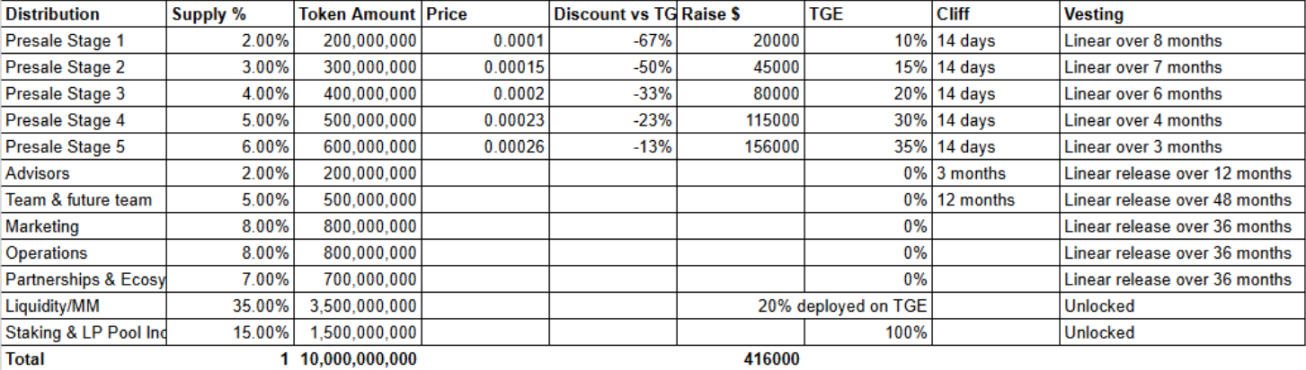 Distribution Supply % Token Amount Price Discount vs TG Raise $ TGE Cliff Vesting
Presale Stage 1 2.00% 200,000,000 0.0001 -67% 20000 10% 14 days Linear over 8 months
Presale Stage 2 3.00% 300,000,000 0.00015 -50% 45000 15% 14 days Linear over 7 months
Presale Stage 3 4.00% 400,000,000 0.0002 -33% 80000 20% 14 days Linear over 6 months
Presale Stage 4 5.00% 500,000,000 0.00023 -23% 115000 30% 14 days Linear over 4 months
Presale Stage 5 6.00% 600,000,000 0.00026 -13% 156000 35% 14 days Linear over 3 months
Advisors 2.00% 200,000,000 0% 3 months Linear release over 12 months
Team & future team 5.00% 500,000,000 0% 12 months Linear release over 48 months
Marketing 8.00% 800,000,000 0% Linear release over 36 months
Operations 8.00% 800,000,000 0% Linear release over 36 months
Partnerships & Ecosy 7.00% 700,000,000 0% Linear release over 36 months
Liquidity/MM 35.00% 3,500,000,000 20% deployed on TGE Unlocked
Staking & LP Pool Inc 15.00% 1,500,000,000 100% Unlocked
Total 1 10,000,000,000 416000